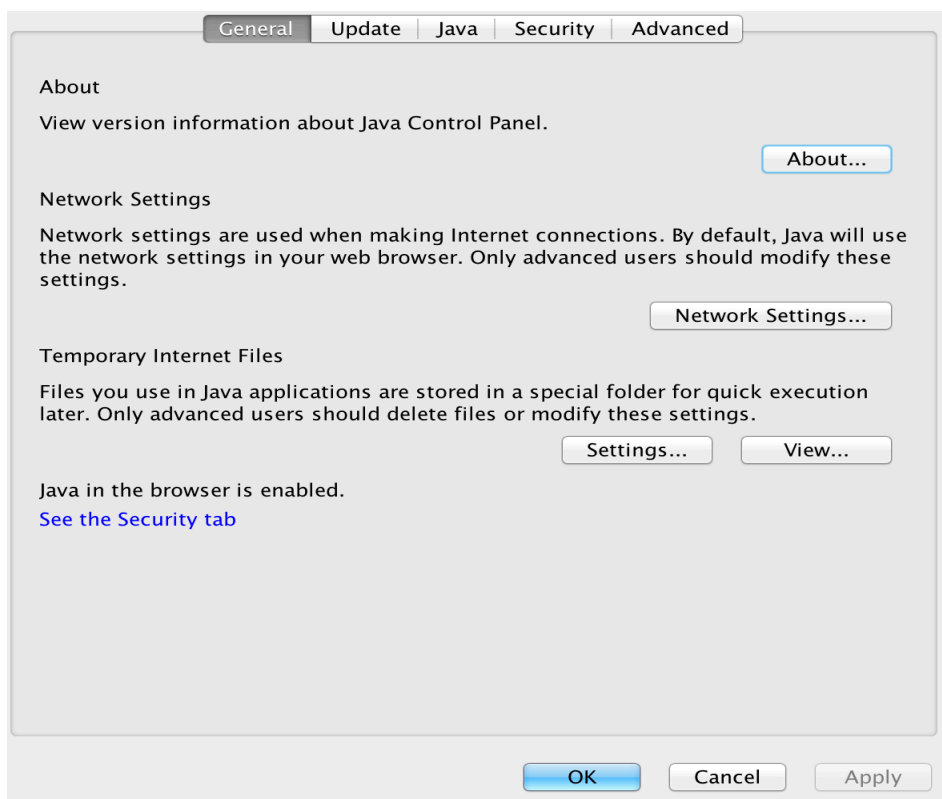 General Update Java Security Advanced
About
View version information about Java Control Panel.
About...
Network Settings
Network settings are used when making Internet connections. By default, Java will use
the network settings in your web browser. Only advanced users should modify these
settings.
Network Settings...
Temporary Internet Files
Files you use in Java applications are stored in a special folder for quick execution
later. Only advanced users should delete files or modify these settings.
Settings... View...
Java in the browser is enabled.
See the Security tab
OK Cancel Apply